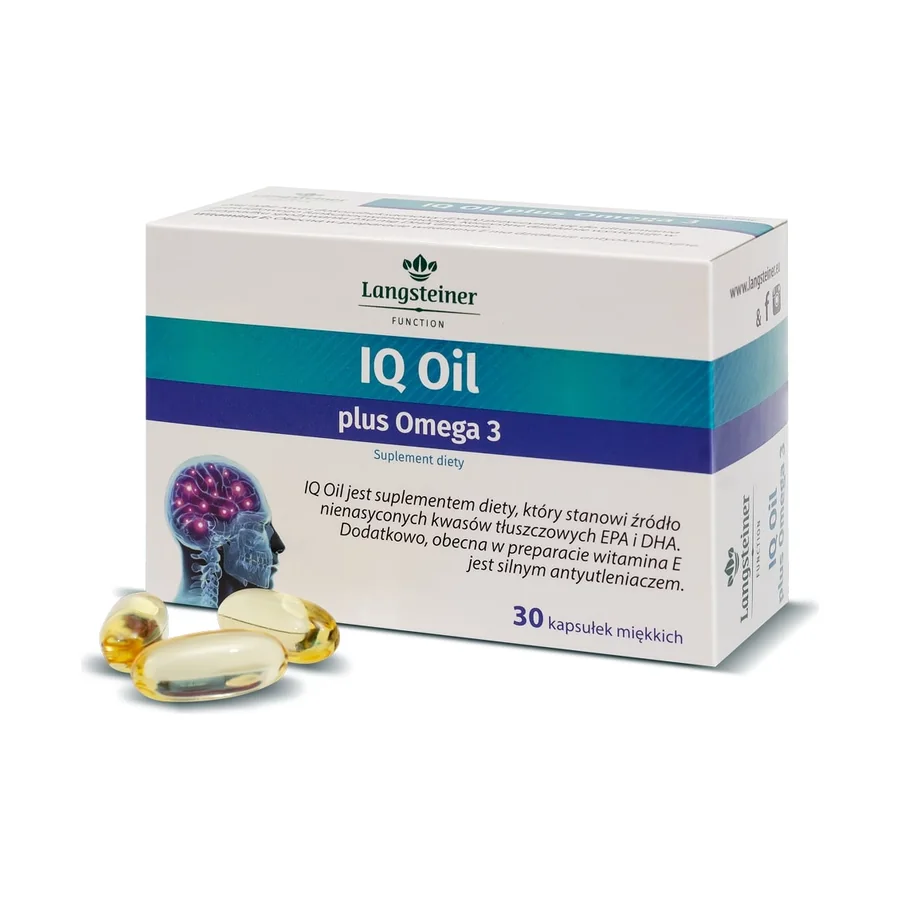 Langsteiner
IQ Oil plus Omega 3
Langsteiner
FUNCTION
IQ Oil
plus Omega 3
Suplement diety
IQ Oil jest suplementem diety, który stanowi źródło
nienasyconych kwasów tłuszczowych EPA i DHA.
Dodatkowo, obecna w preparacie witamina E
jest silnym antyutleniaczem.
30 kapsułek miękkich
www.langsteiner.eu
&
Langsteiner
FUNCTION
IQ Oil
plus Omega 3